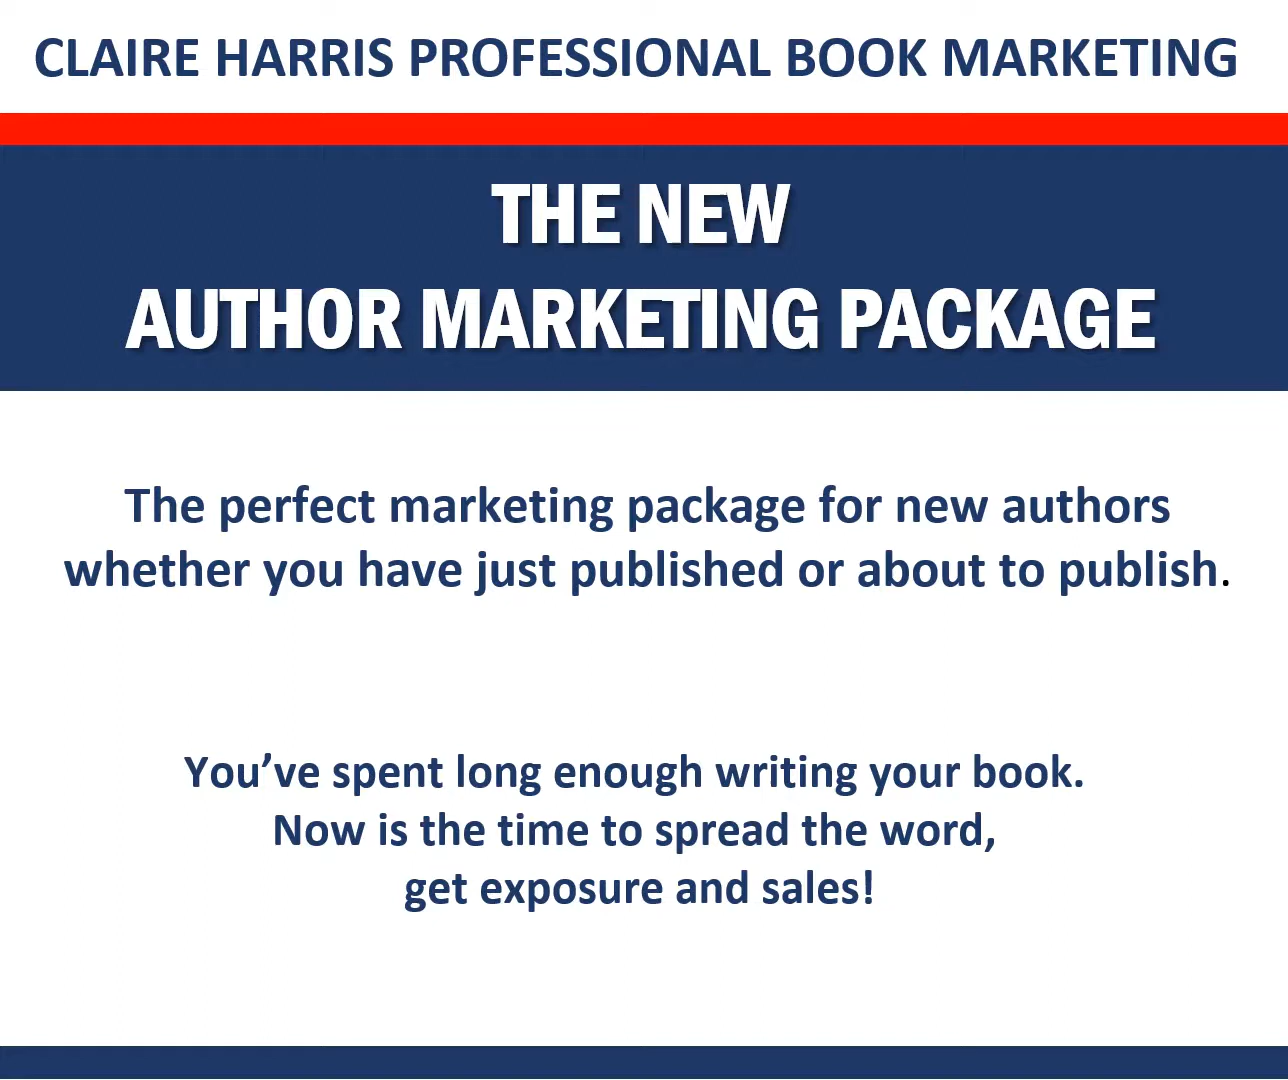 CLAIRE HARRIS PROFESSIONAL BOOK MARKETING
THE NEW
AUTHOR MARKETING PACKAGE
The perfect marketing package for new authors
whether you have just published or about to publish.
You’ve spent long enough writing your book.
Now is the time to spread the word,
get exposure and sales!